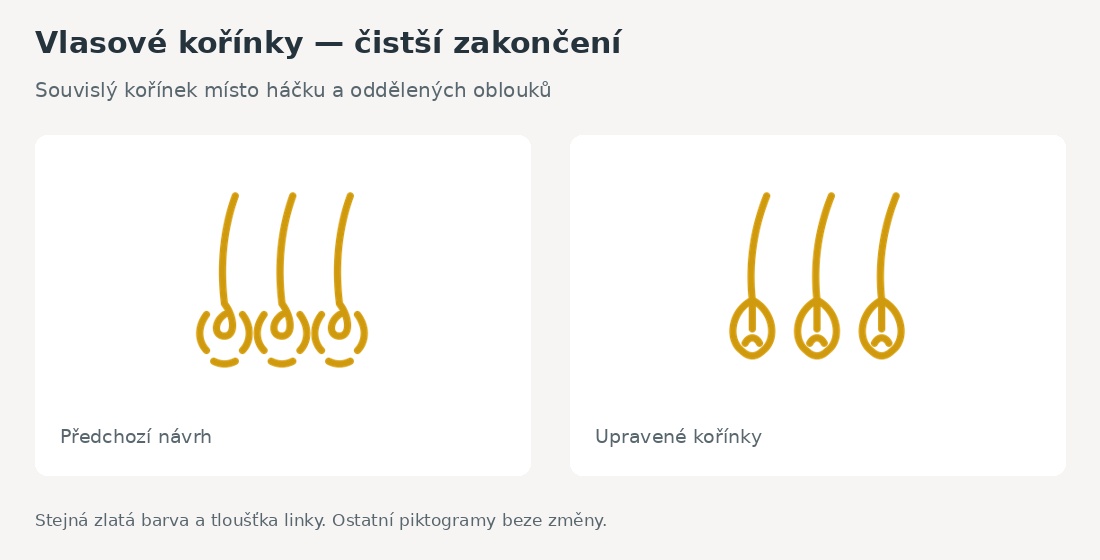 Vlasové kořínky — čistší zakončení
Souvislý kořínek místo háčku a oddělených oblouků
Předchozí návrh
Upravené kořínky
Stejná zlatá barva a tloušťka linky. Ostatní piktogramy beze změny.